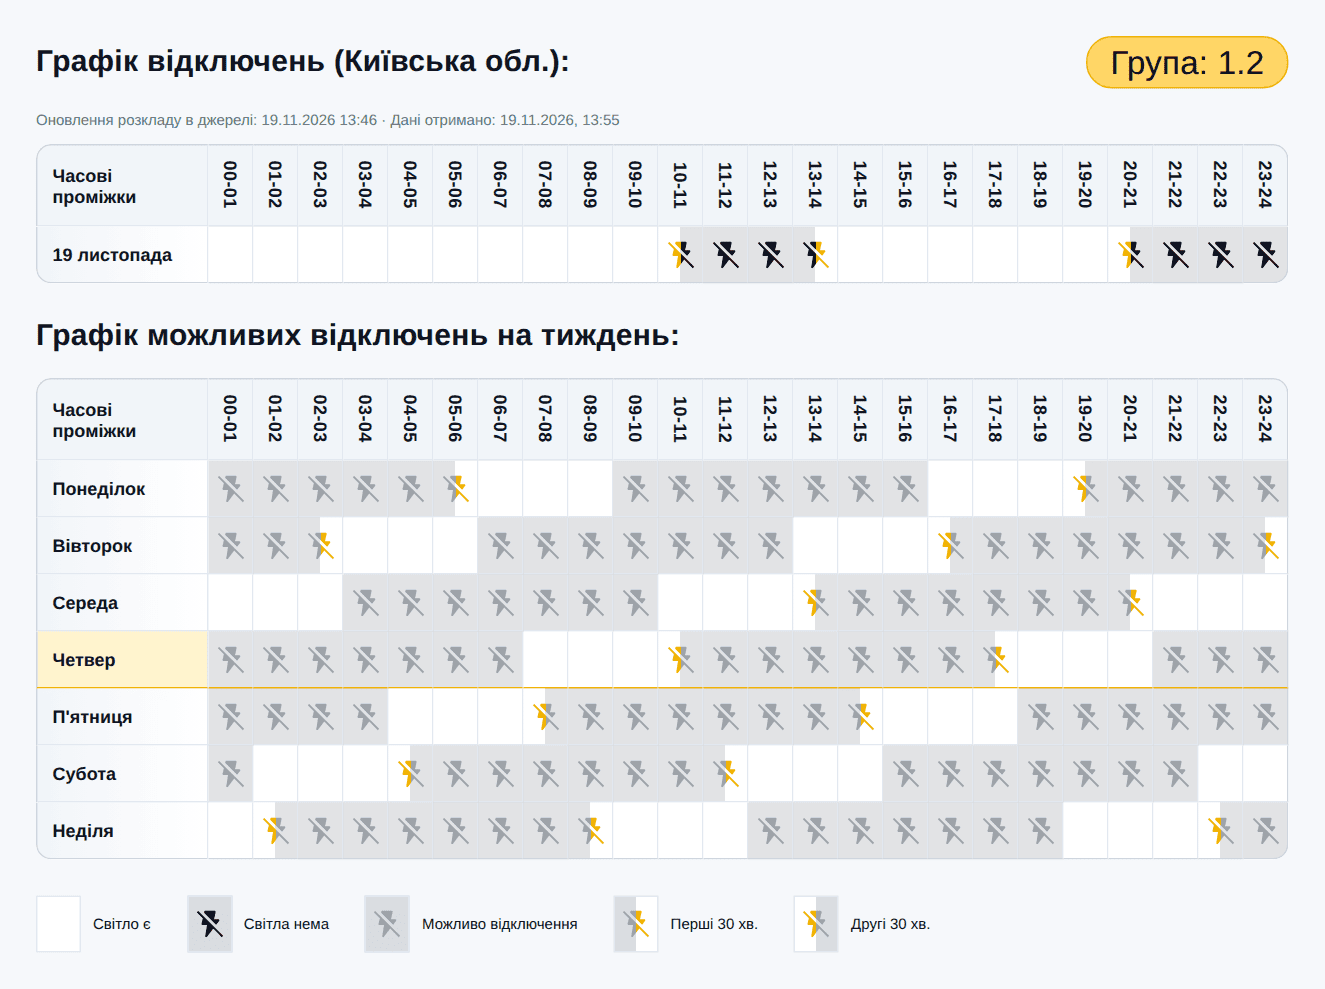 Графік відключень (Київська обл.):
Група: 1.2
Оновлення розкладу в джерелі: 19.11.2026 13:46 · Дані отримано: 19.11.2026, 13:55
Часові
проміжки
00-01 01-02 02-03 03-04 04-05 05-06 06-07 07-08 08-09 09-10 10-11 11-12 12-13 13-14 14-15 15-16 16-17 17-18 18-19 19-20 20-21 21-22 22-23 23-24
19 листопада
Графік можливих відключень на тиждень:
Часові
проміжки
00-01 01-02 02-03 03-04 04-05 05-06 06-07 07-08 08-09 09-10 10-11 11-12 12-13 13-14 14-15 15-16 16-17 17-18 18-19 19-20 20-21 21-22 22-23 23-24
Понеділок
Вівторок
Середа
Четвер
П'ятниця
Субота
Неділя
Світло є
Світла нема
Можливо відключення
Перші 30 хв.
Другі 30 хв.